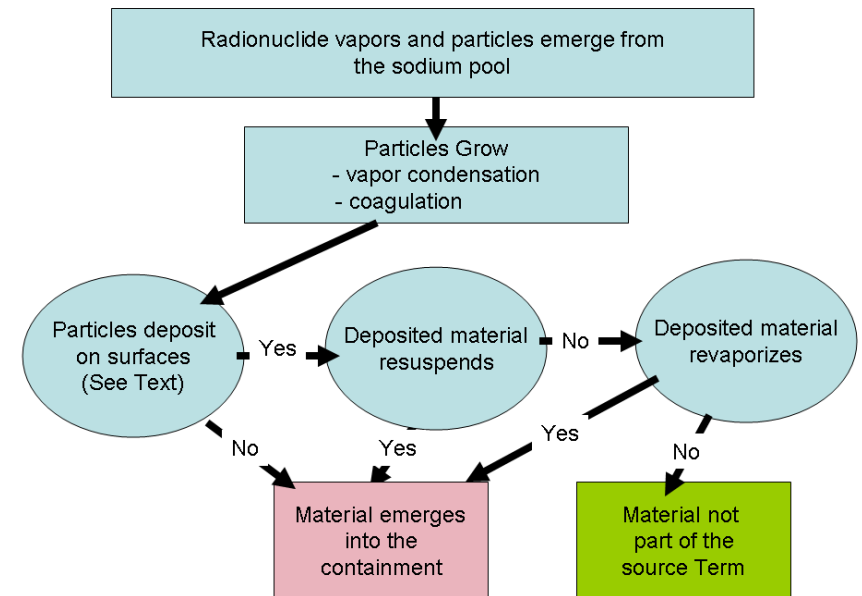 Radionuclide vapors and particles emerge from
the sodium pool
Particles Grow
- vapor condensation
- coagulation
Particles deposit
on surfaces
(See Text)
Yes
Deposited material
resuspends
No
Deposited material
revaporizes
No
Yes
Yes
No
Material emerges
into the
containment
Material not
part of the
source Term